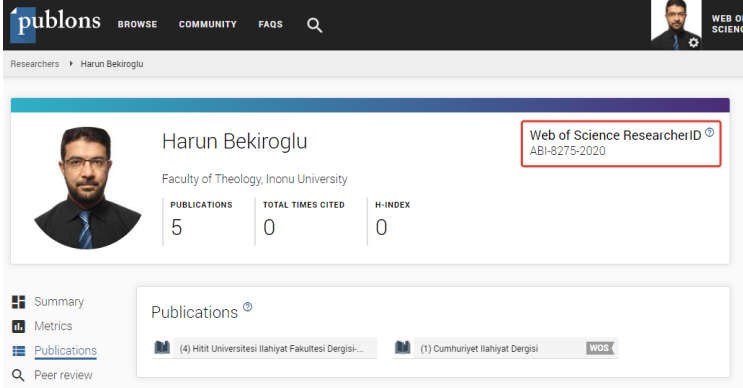 publons BROWSE COMMUNITY FAQS
WEB OF
SCIENC
Researchers Harun Bekiroglu
Harun Bekiroglu
Web of Science ResearcherID ?
ABI-8275-2020
Faculty of Theology, Inonu University
PUBLICATIONS TOTAL TIMES CITED H-INDEX
5 0 0
Summary
Metrics
Publications
Peer review
Publications ?
(4) Hitit Universitesi Ilahiyat Fakultesi Dergisi-... (1) Cumhuriyet Ilahiyat Dergisi WOS